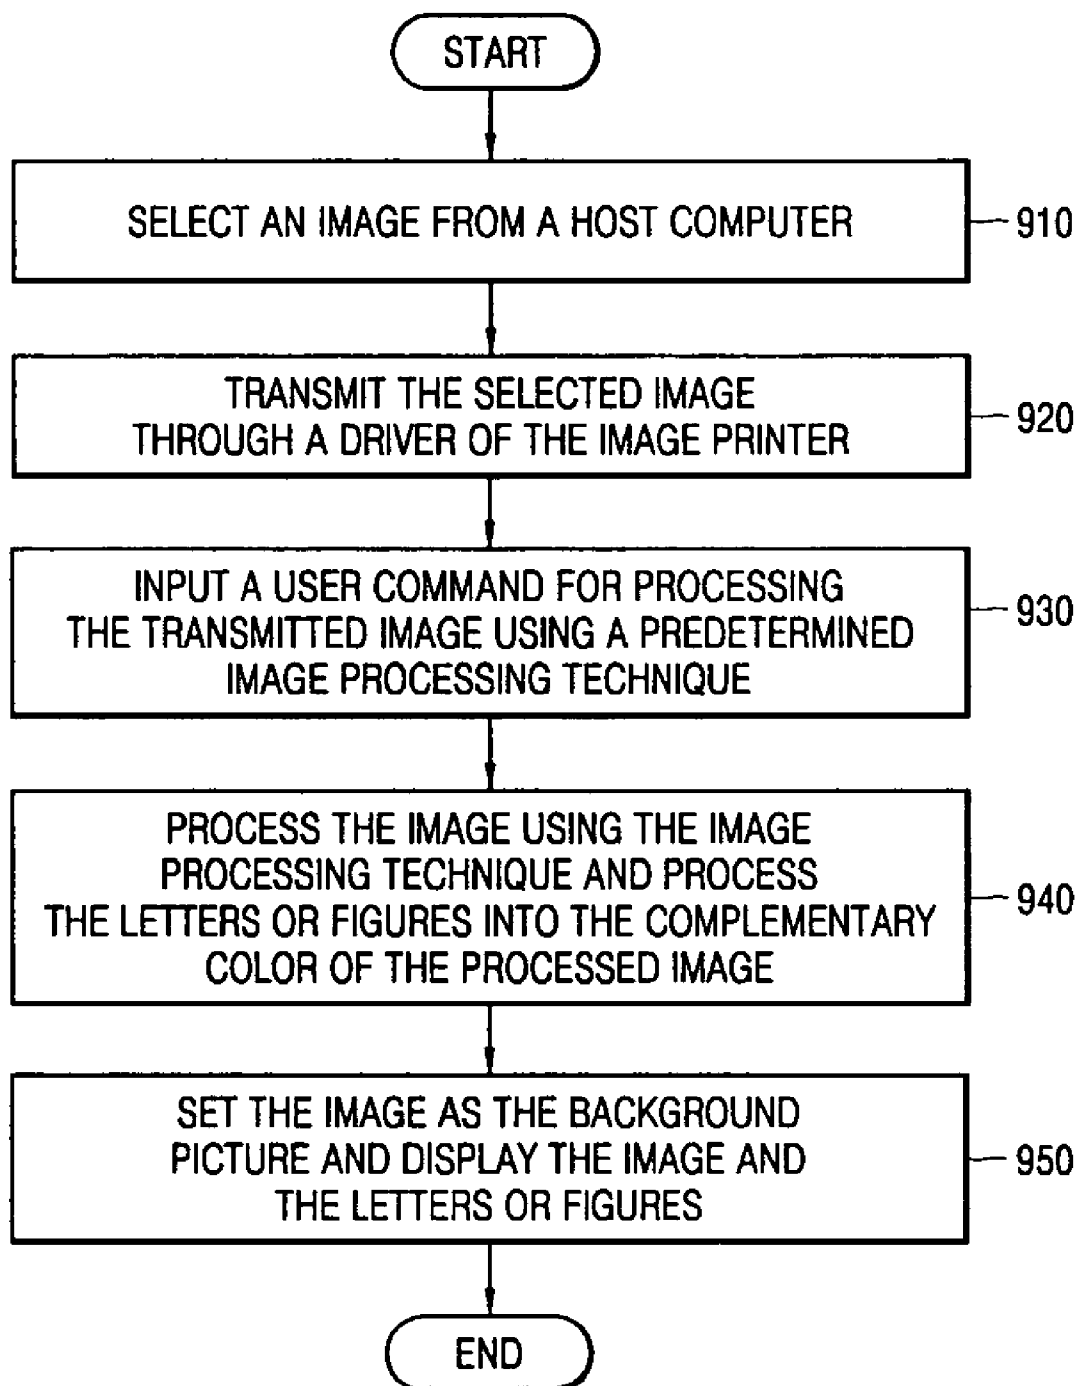 START
SELECT AN IMAGE FROM A HOST COMPUTER
910
TRANSMIT THE SELECTED IMAGE
THROUGH A DRIVER OF THE IMAGE PRINTER
920
INPUT A USER COMMAND FOR PROCESSING
THE TRANSMITTED IMAGE USING A PREDETERMINED
IMAGE PROCESSING TECHNIQUE
930
PROCESS THE IMAGE USING THE IMAGE
PROCESSING TECHNIQUE AND PROCESS
THE LETTERS OR FIGURES INTO THE COMPLEMENTARY
COLOR OF THE PROCESSED IMAGE
940
SET THE IMAGE AS THE BACKGROUND
PICTURE AND DISPLAY THE IMAGE AND
THE LETTERS OR FIGURES
950
END